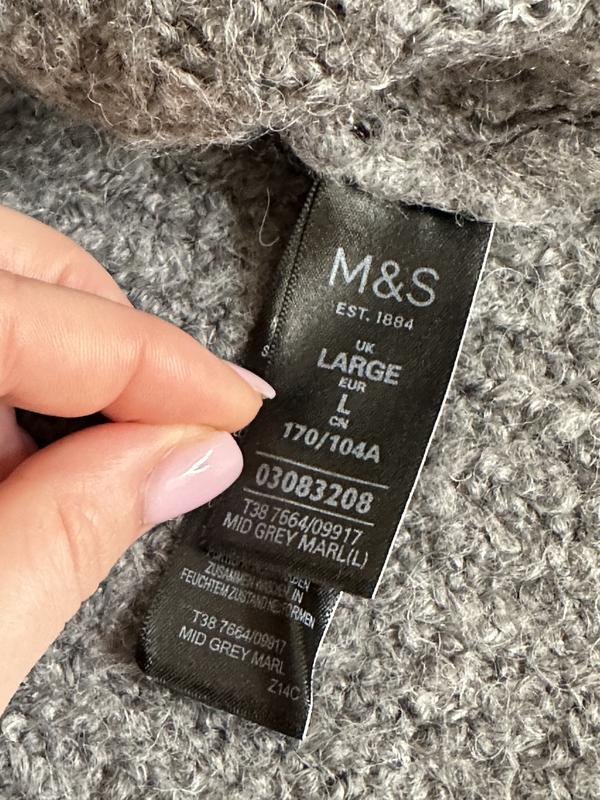 M&S
EST. 1884
UK
LARGE
EUR
L
CN
170/104A
03083208
T38 7664/09917
MID GREY MARL(L)
ZUSAMMEN WASCHEN IN
FEUCHTEM ZUSTAND
T38 7664/09917
MID GREY MARL
Z14C